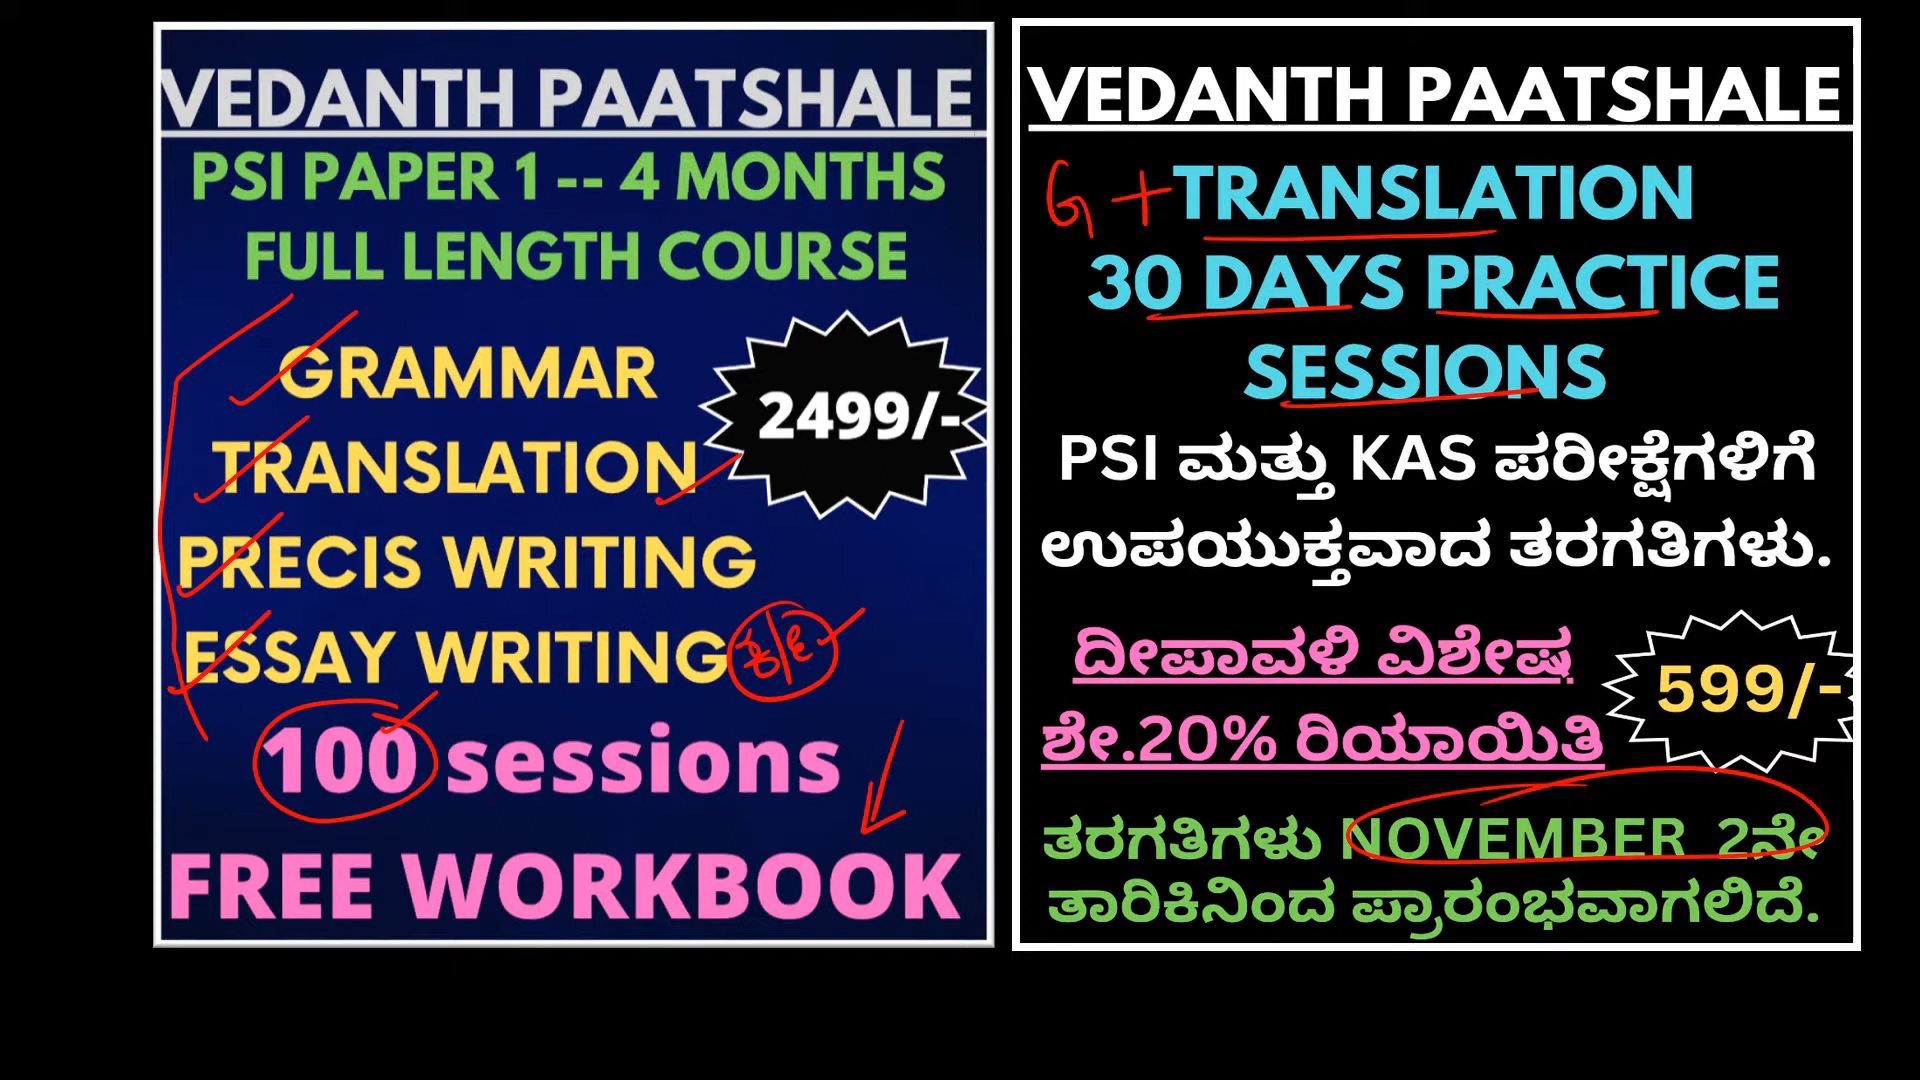 VEDANTH PAATSHALE
PSI PAPER 1 -- 4 MONTHS
FULL LENGTH COURSE
GRAMMAR
2499/-
TRANSLATION
PRECIS WRITING
ESSAY WRITING ಕ/ಇ
100 sessions
FREE WORKBOOK
VEDANTH PAATSHALE
G + TRANSLATION
30 DAYS PRACTICE
SESSIONS
PSI ಮತ್ತು KAS ಪರೀಕ್ಷೆಗಳಿಗೆ
ಉಪಯುಕ್ತವಾದ ತರಗತಿಗಳು.
ದೀಪಾವಳಿ ವಿಶೇಷ
599/-
ಶೇ.20% ರಿಯಾಯಿತಿ
ತರಗತಿಗಳು NOVEMBER 2ನೇ
ತಾರಿಕಿನಿಂದ ಪ್ರಾರಂಭವಾಗಲಿದೆ.